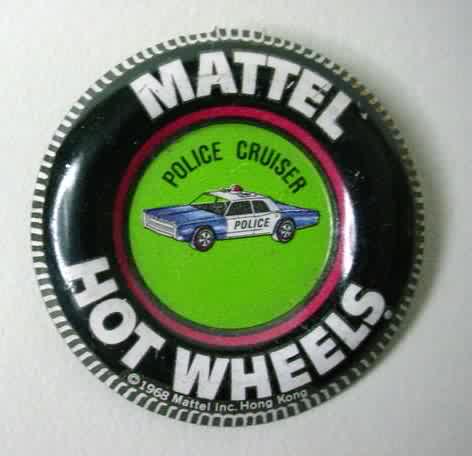 MATTEL
POLICE CRUISER
POLICE
HOT WHEELS®
© 1968 Mattel Inc. Hong Kong